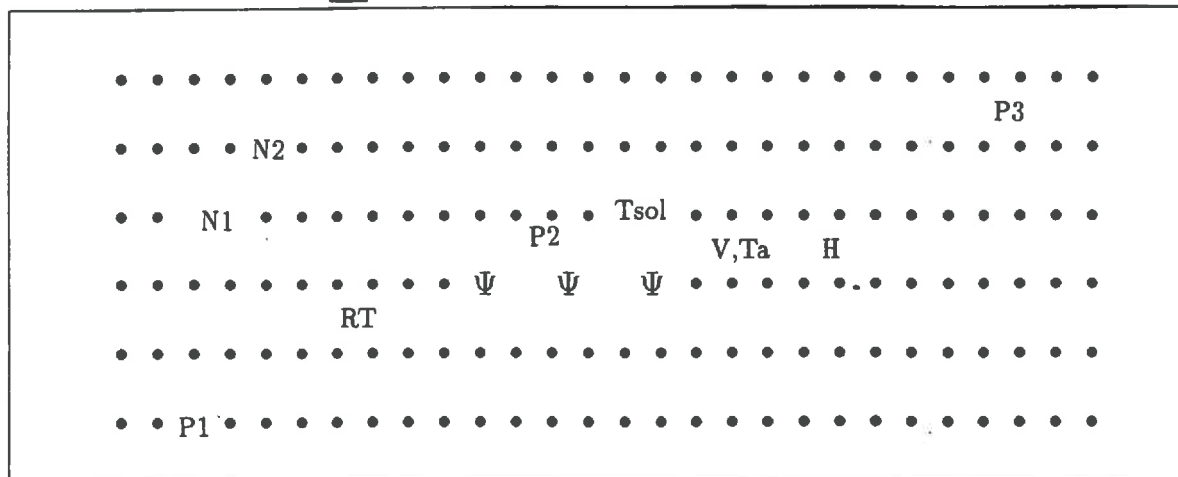 P3
N2
N1 Tsol
P2
V,Ta H
Ψ Ψ Ψ
RT
P1